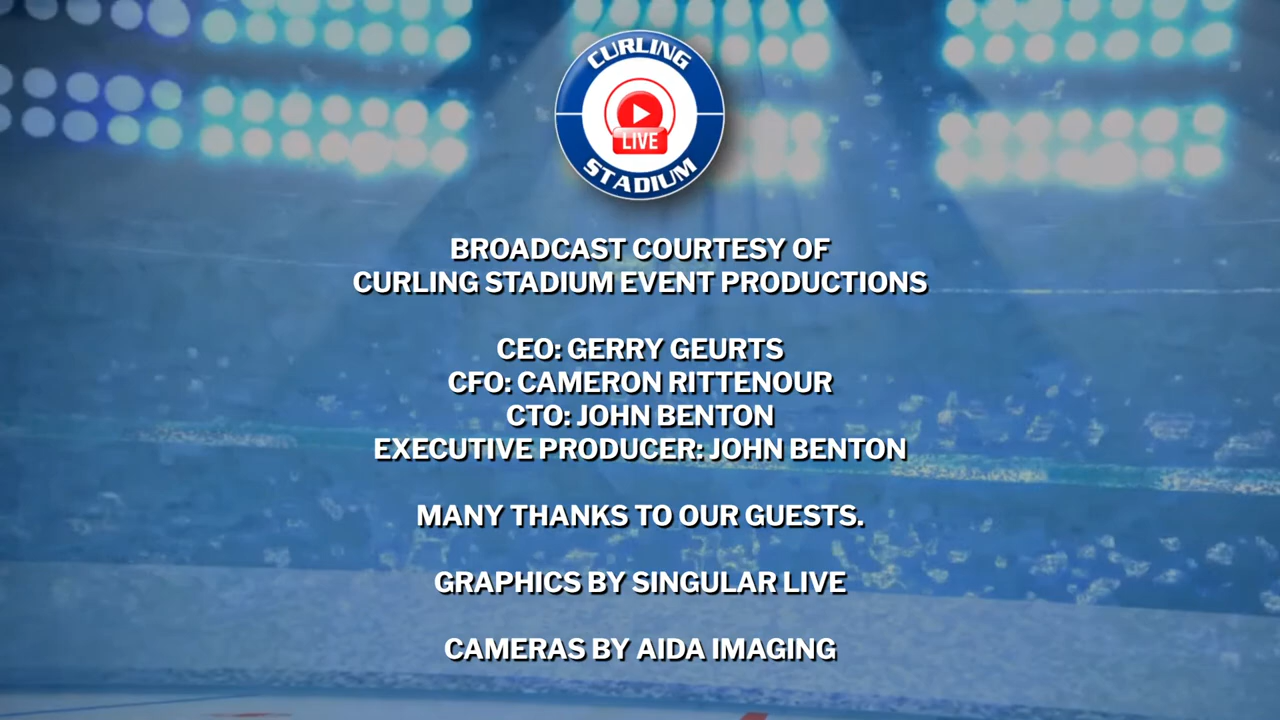 CURLING
LIVE
STADIUM
BROADCAST COURTESY OF
CURLING STADIUM EVENT PRODUCTIONS
CEO: GERRY GEURTS
CFO: CAMERON RITTENOUR
CTO: JOHN BENTON
EXECUTIVE PRODUCER: JOHN BENTON
MANY THANKS TO OUR GUESTS.
GRAPHICS BY SINGULAR LIVE
CAMERAS BY AIDA IMAGING